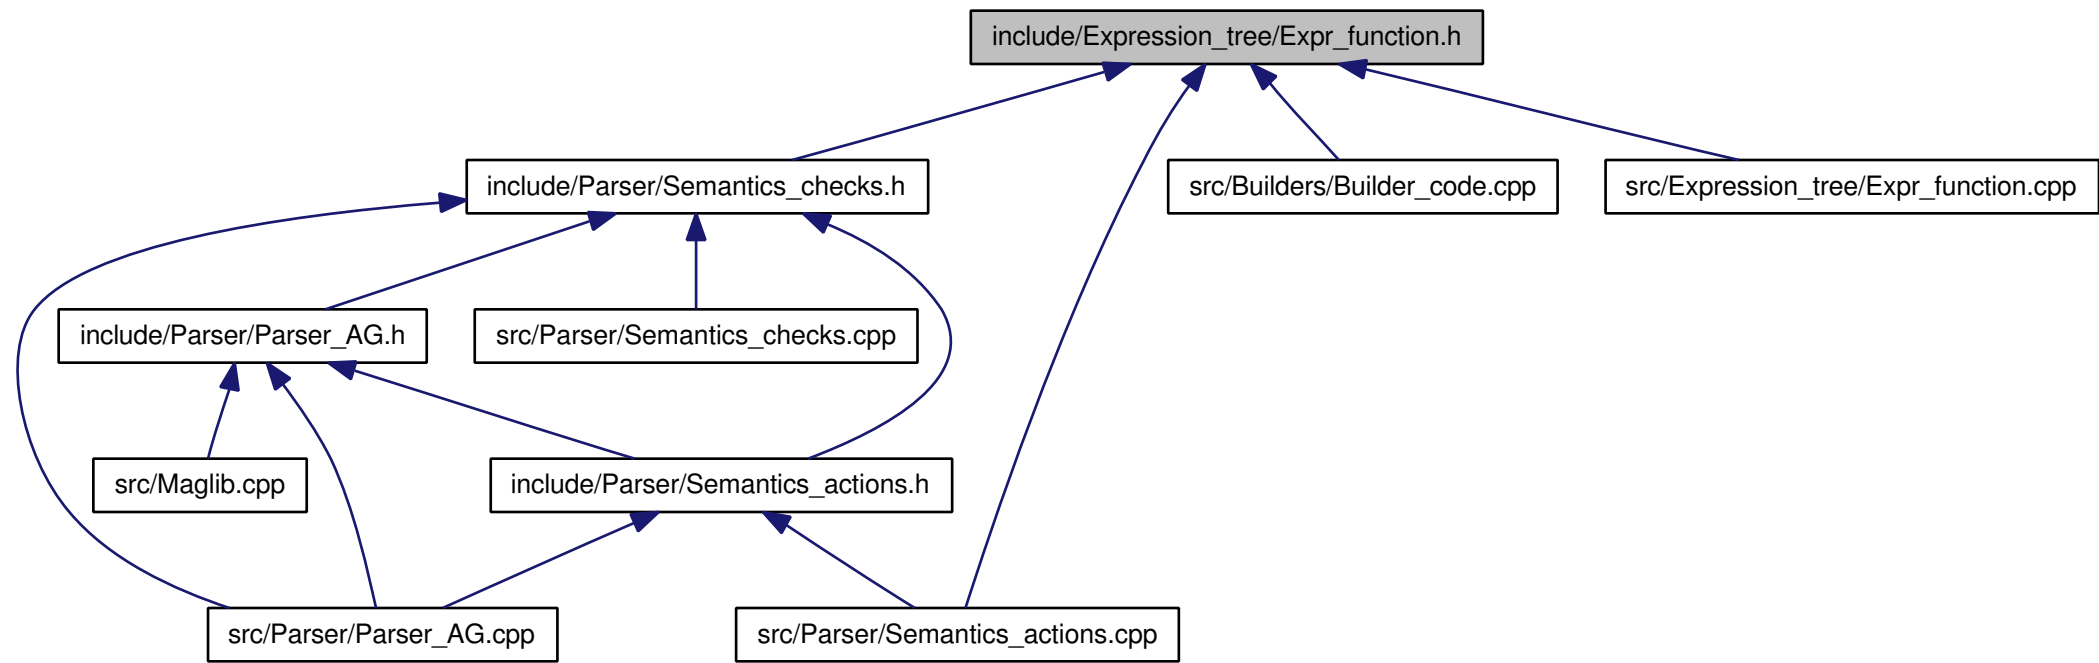 include/Expression_tree/Expr_function.h
include/Parser/Semantics_checks.h
src/Builders/Builder_code.cpp
src/Expression_tree/Expr_function.cpp
include/Parser/Parser_AG.h
src/Parser/Semantics_checks.cpp
src/Maglib.cpp
include/Parser/Semantics_actions.h
src/Parser/Parser_AG.cpp
src/Parser/Semantics_actions.cpp